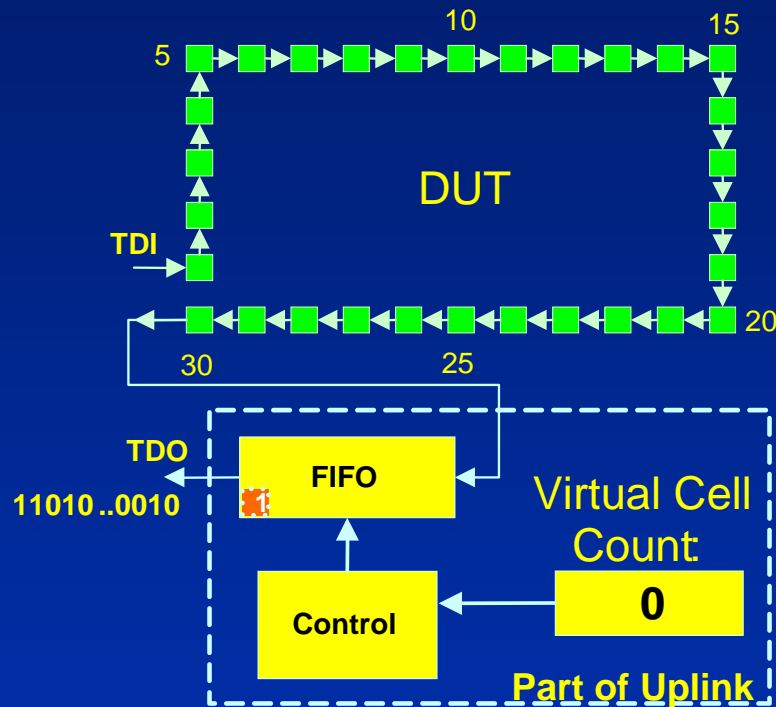 10
15
5
DUT
TDI
20
30
25
TDO
FIFO
11010..0010
1
Virtual Cell
Count:
0
Control
Part of Uplink